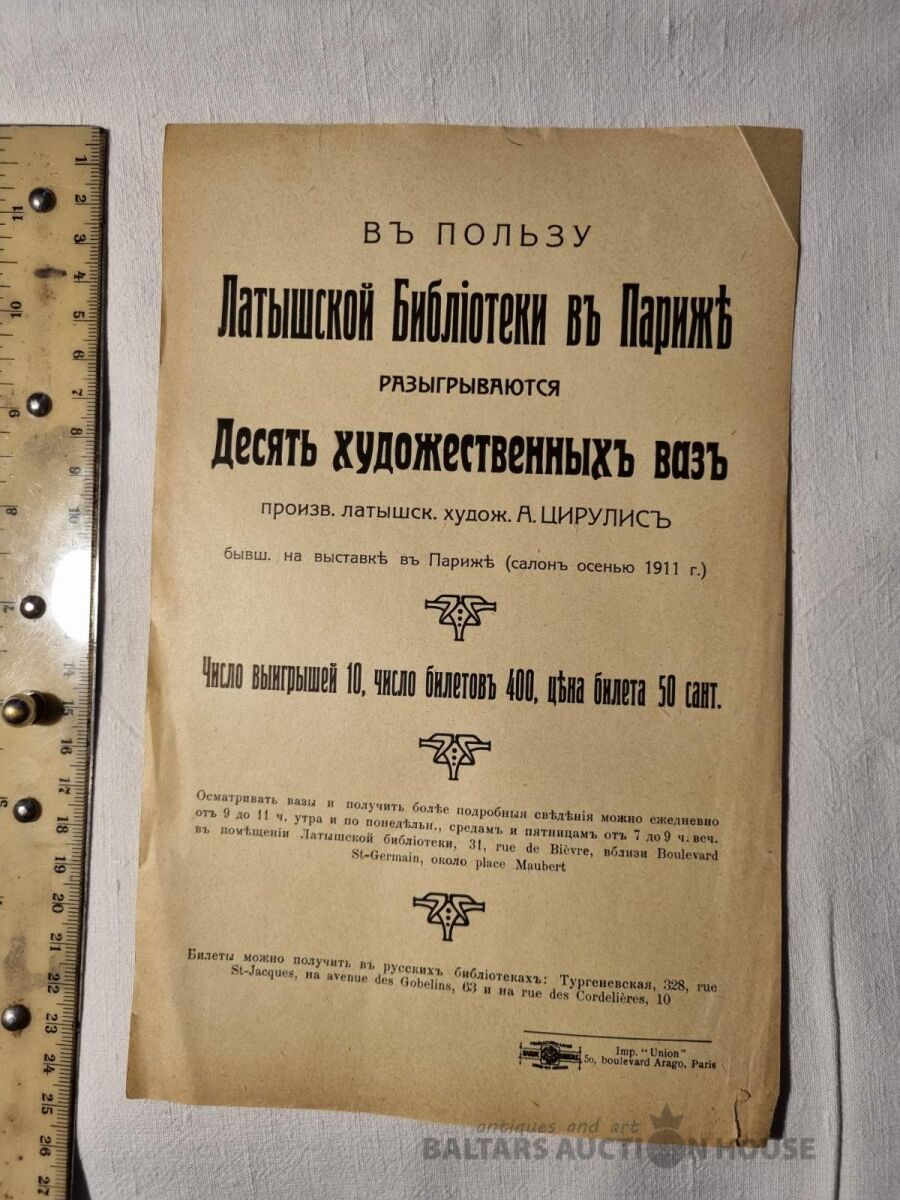 ВЪ ПОЛЬЗУ
Латышской Библіотеки въ Парижѣ
РАЗЫГРЫВАЮТСЯ
Десять художественныхъ вазъ
произв. латышск. худож. А. ЦИРУЛИСЪ
бывш. на выставкѣ въ Парижѣ (салонъ осенью 1911 г.)
Число выигрышей 10, число билетовъ 400, цѣна билета 50 сант.
Осматривать вазы и получить болѣе подробныя свѣдѣнія можно ежедневно
отъ 9 до 11 ч. утра и по понедѣльн., средамъ и пятницамъ отъ 7 до 9 ч. веч.
въ помѣщеніи Латышской библіотеки, 31, rue de Bièvre, вблизи Boulevard
St-Germain, около place Maubert
Билеты можно получить въ русскихъ библіотекахъ: Тургеневская, 328, rue
St-Jacques, на avenue des Gobelins, 63 и на rue des Cordelières, 10
Imp. "Union"
50, boulevard Arago, Paris
antiques and art
BALTARS AUCTION HOUSE